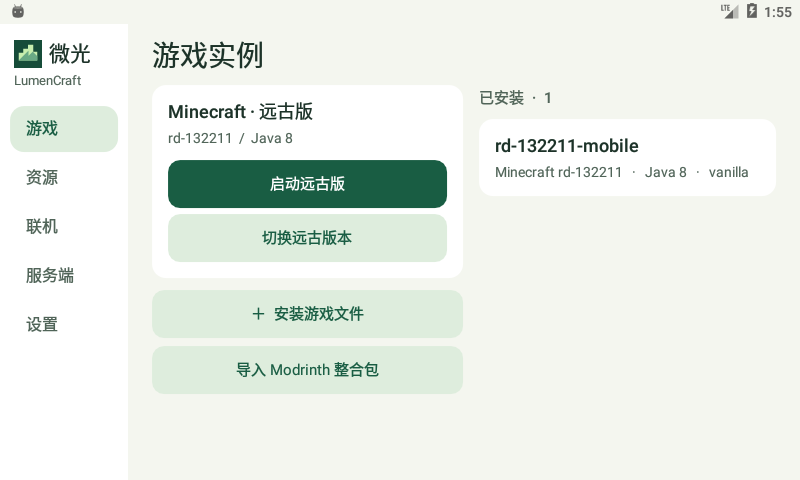 LTE 1:55
微光
LumenCraft
游戏
资源
联机
服务端
设置
游戏实例
Minecraft · 远古版
rd-132211 / Java 8
启动远古版
切换远古版本
＋ 安装游戏文件
导入 Modrinth 整合包
已安装 · 1
rd-132211-mobile
Minecraft rd-132211 · Java 8 · vanilla